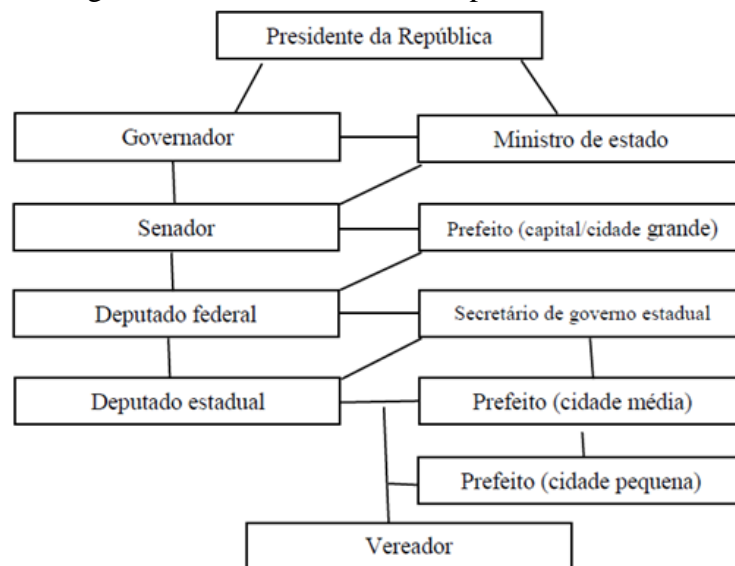 Presidente da República
Governador
Ministro de estado
Senador
Prefeito (capital/cidade grande)
Deputado federal
Secretário de governo estadual
Deputado estadual
Prefeito (cidade média)
Prefeito (cidade pequena)
Vereador